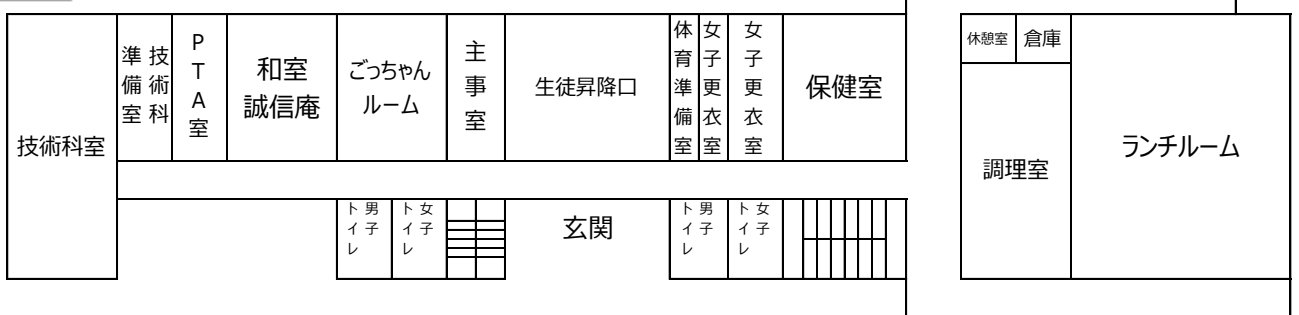 技術科室
技術科
準備室
PTA室
和室
誠信庵
ごっちゃん
ルーム
主事室
生徒昇降口
体育準備室
女子更衣室
女子更衣室
保健室
休憩室
倉庫
調理室
ランチルーム
男子
トイレ
女子
トイレ
玄関
男子
トイレ
女子
トイレ